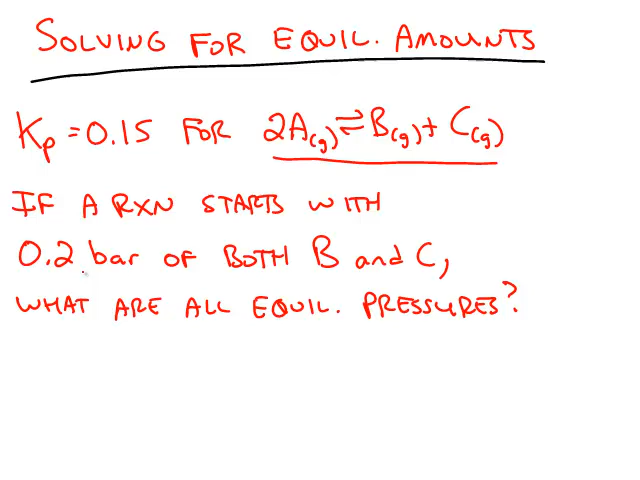 SOLVING FOR EQUIL. AMOUNTS
Kp = 0.15 FOR 2A(g) ⇌ B(g) + C(g)
IF A RXN STARTS WITH
0.2 bar OF BOTH B and C,
WHAT ARE ALL EQUIL. PRESSURES?